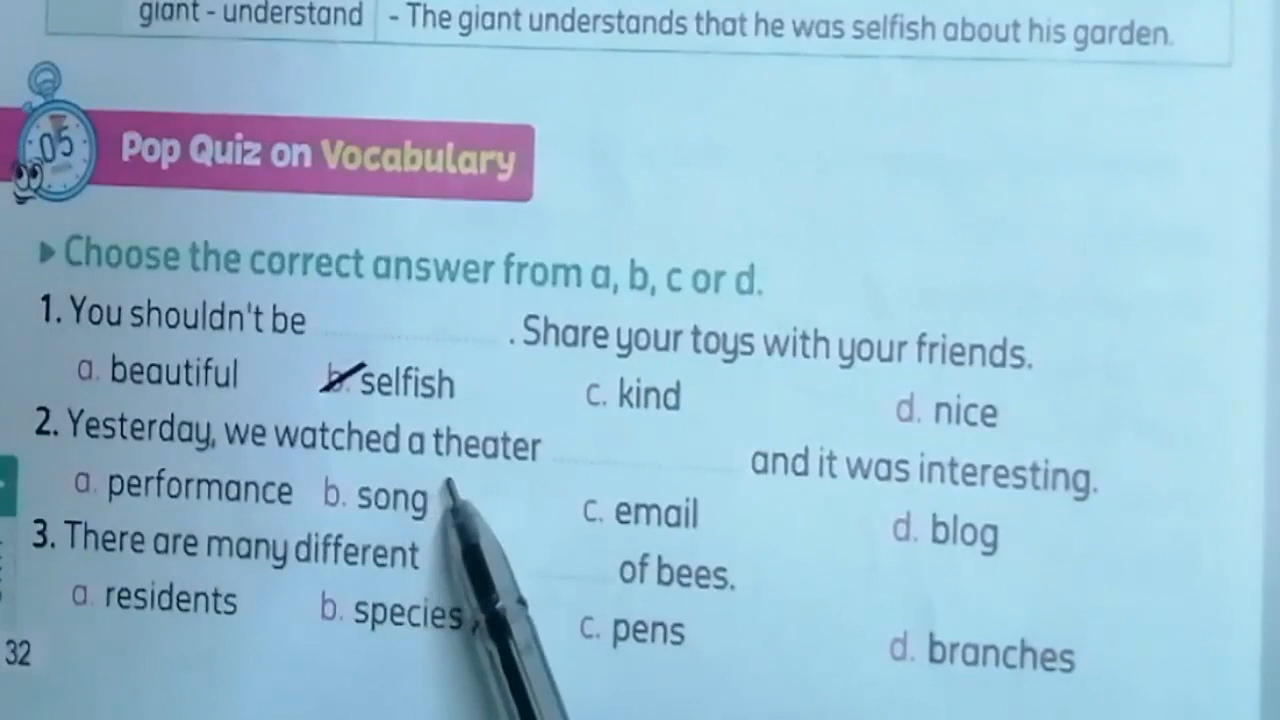 giant - understand - The giant understands that he was selfish about his garden.
05
Pop Quiz on Vocabulary
Choose the correct answer from a, b, c or d.
1. You shouldn't be . Share your toys with your friends.
a. beautiful b. selfish c. kind d. nice
2. Yesterday, we watched a theater and it was interesting.
a. performance b. song c. email d. blog
3. There are many different of bees.
a. residents b. species c. pens d. branches
32